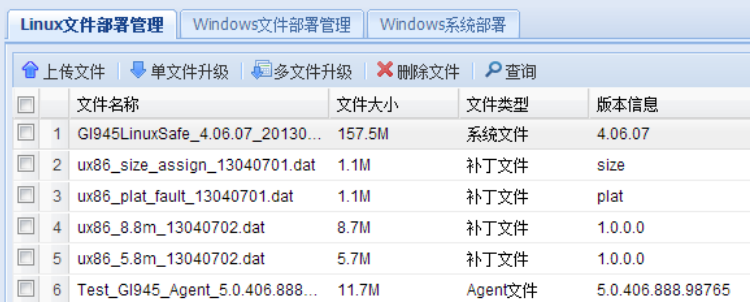 Linux文件部署管理 Windows文件部署管理 Windows系统部署
上传文件 单文件升级 多文件升级 删除文件 查询
文件名称 文件大小 文件类型 版本信息
1 GI945LinuxSafe_4.06.07_20130... 157.5M 系统文件 4.06.07
2 ux86_size_assign_13040701.dat 1.1M 补丁文件 size
3 ux86_plat_fault_13040701.dat 1.1M 补丁文件 plat
4 ux86_8.8m_13040702.dat 8.7M 补丁文件 1.0.0.0
5 ux86_5.8m_13040702.dat 5.7M 补丁文件 1.0.0.0
6 Test_GI945_Agent_5.0.406.888... 11.7M Agent文件 5.0.406.888.98765